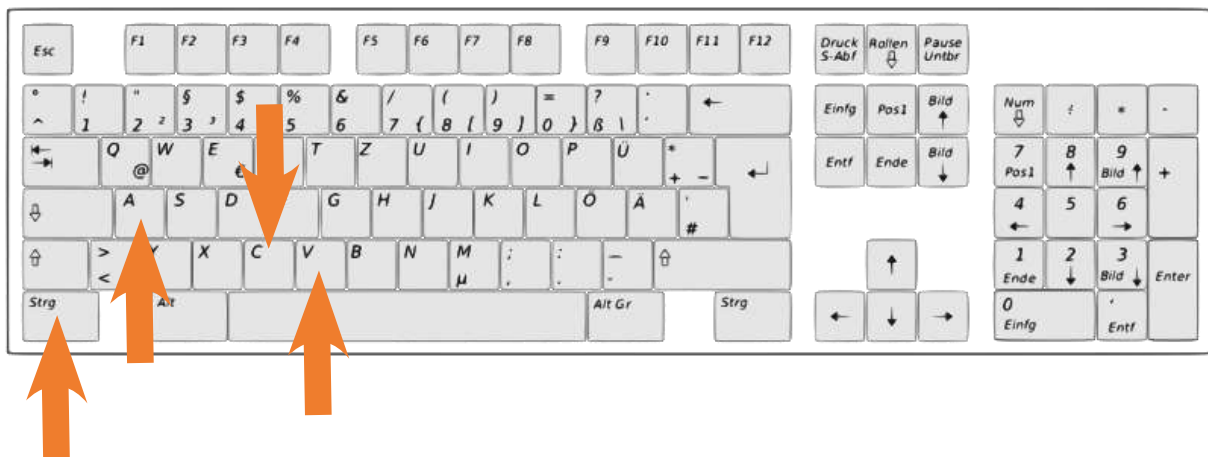 Esc F1 F2 F3 F4 F5 F6 F7 F8 F9 F10 F11 F12 Druck S-Abf Rollen Pause Untbr
° ^ ! 1 " 2 ² § 3 ³ $ 4 % 5 & 6 / 7 { ( 8 [ ) 9 ] = 0 } ? ß \ ` ´ ← Einfg Pos1 Bild ↑ Num ÷ * -
Q @ W E € T Z U I O P Ü * + ~ Entf Ende Bild ↓ 7 Pos1 8 ↑ 9 Bild ↑ +
A S D G H J K L Ö Ä ' # 4 ← 5 6 →
> < Y X C V B N M µ ; , : . _ - ↑ 1 Ende 2 ↓ 3 Bild ↓ Enter
Strg Alt Alt Gr Strg ← ↓ → 0 Einfg , Entf